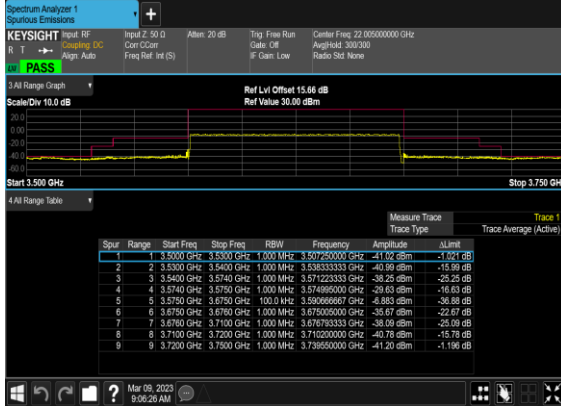 Spectrum Analyzer 1
Spurious Emissions
+
KEYSIGHT Input: RF Input Z: 50 Ω Atten: 20 dB Trig: Free Run Center Freq: 22.005000000 GHz
R T Coupling: DC Corr CCorr Gate: Off Avg|Hold: 300/300
Align: Auto Freq Ref: Int (S) IF Gain: Low Radio Std: None
PASS
3 All Range Graph
Ref Lvl Offset 15.66 dB
Scale/Div 10.0 dB Ref Value 30.00 dBm
20.0
0.00
-20.0
-40.0
-60.0
Start 3.500 GHz Stop 3.750 GH
4 All Range Table
Measure Trace Trace 1
Trace Type Trace Average (Active)
Spur Range Start Freq Stop Freq RBW Frequency Amplitude ΔLimit
1 1 3.5000 GHz 3.5300 GHz 1.000 MHz 3.507250000 GHz -41.02 dBm -1.021 dB
2 2 3.5300 GHz 3.5400 GHz 1.000 MHz 3.538333333 GHz -40.99 dBm -15.99 dB
3 3 3.5400 GHz 3.5740 GHz 1.000 MHz 3.571555000 GHz -38.25 dBm -25.25 dB
4 4 3.5740 GHz 3.5750 GHz 1.000 MHz 3.574995000 GHz -29.63 dBm -16.63 dB
5 5 3.5750 GHz 3.6750 GHz 100.0 kHz 3.590666667 GHz -6.883 dBm -36.88 dB
6 6 3.6750 GHz 3.6760 GHz 1.000 MHz 3.675005000 GHz -35.67 dBm -22.67 dB
7 7 3.6760 GHz 3.7100 GHz 1.000 MHz 3.676793333 GHz -38.09 dBm -25.09 dB
8 8 3.7100 GHz 3.7200 GHz 1.000 MHz 3.710200000 GHz -40.78 dBm -15.78 dB
9 9 3.7200 GHz 3.7500 GHz 1.000 MHz 3.739550000 GHz -41.20 dBm -1.196 dB
? Mar 09, 2023
9:06:26 AM